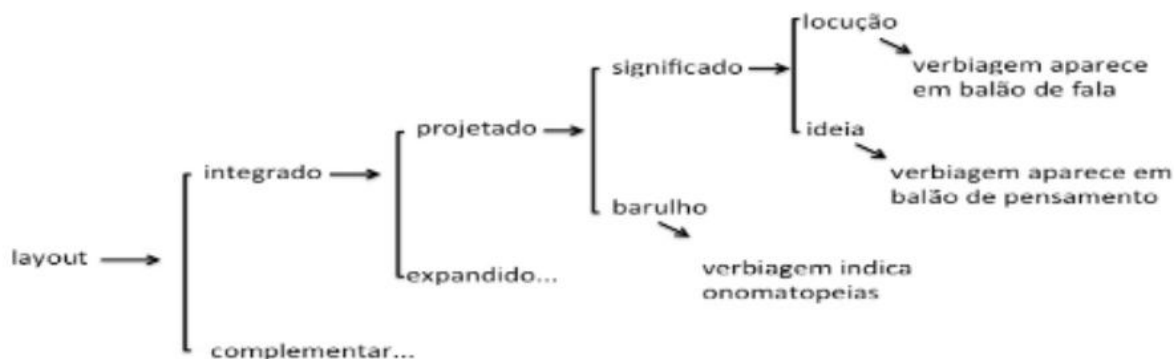 locução
significado
verbiagem aparece
em balão de fala
projetado
ideia
integrado
verbiagem aparece em
balão de pensamento
barulho
layout
expandido...
verbiagem indica
onomatopeias
complementar...